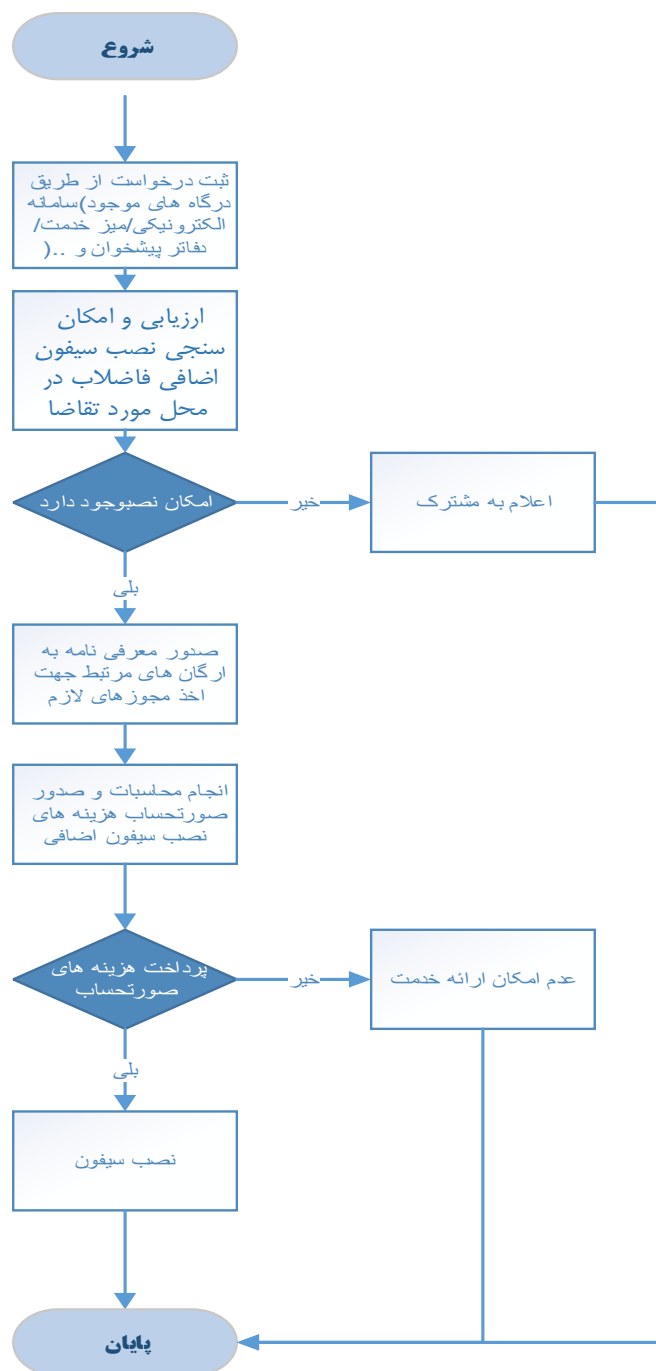 شروع
ثبت درخواست از طریق
درگاه های موجود)سامانه
الکترونیکی/میز خدمت/
دفاتر پیشخوان و ..(
ارزیابی و امکان
سنجی نصب سیفون
اضافی فاضلاب در
محل مورد تقاضا
امکان نصبوجود دارد
خیر
اعلام به مشترک
بلی
صدور معرفی نامه به
ارگان های مرتبط جهت
اخذ مجوزهای لازم
انجام محاسبات و صدور
صورتحساب هزینه های
نصب سیفون اضافی
پرداخت هزینه های
صورتحساب
خیر
عدم امکان ارائه خدمت
بلی
نصب سیفون
پایان